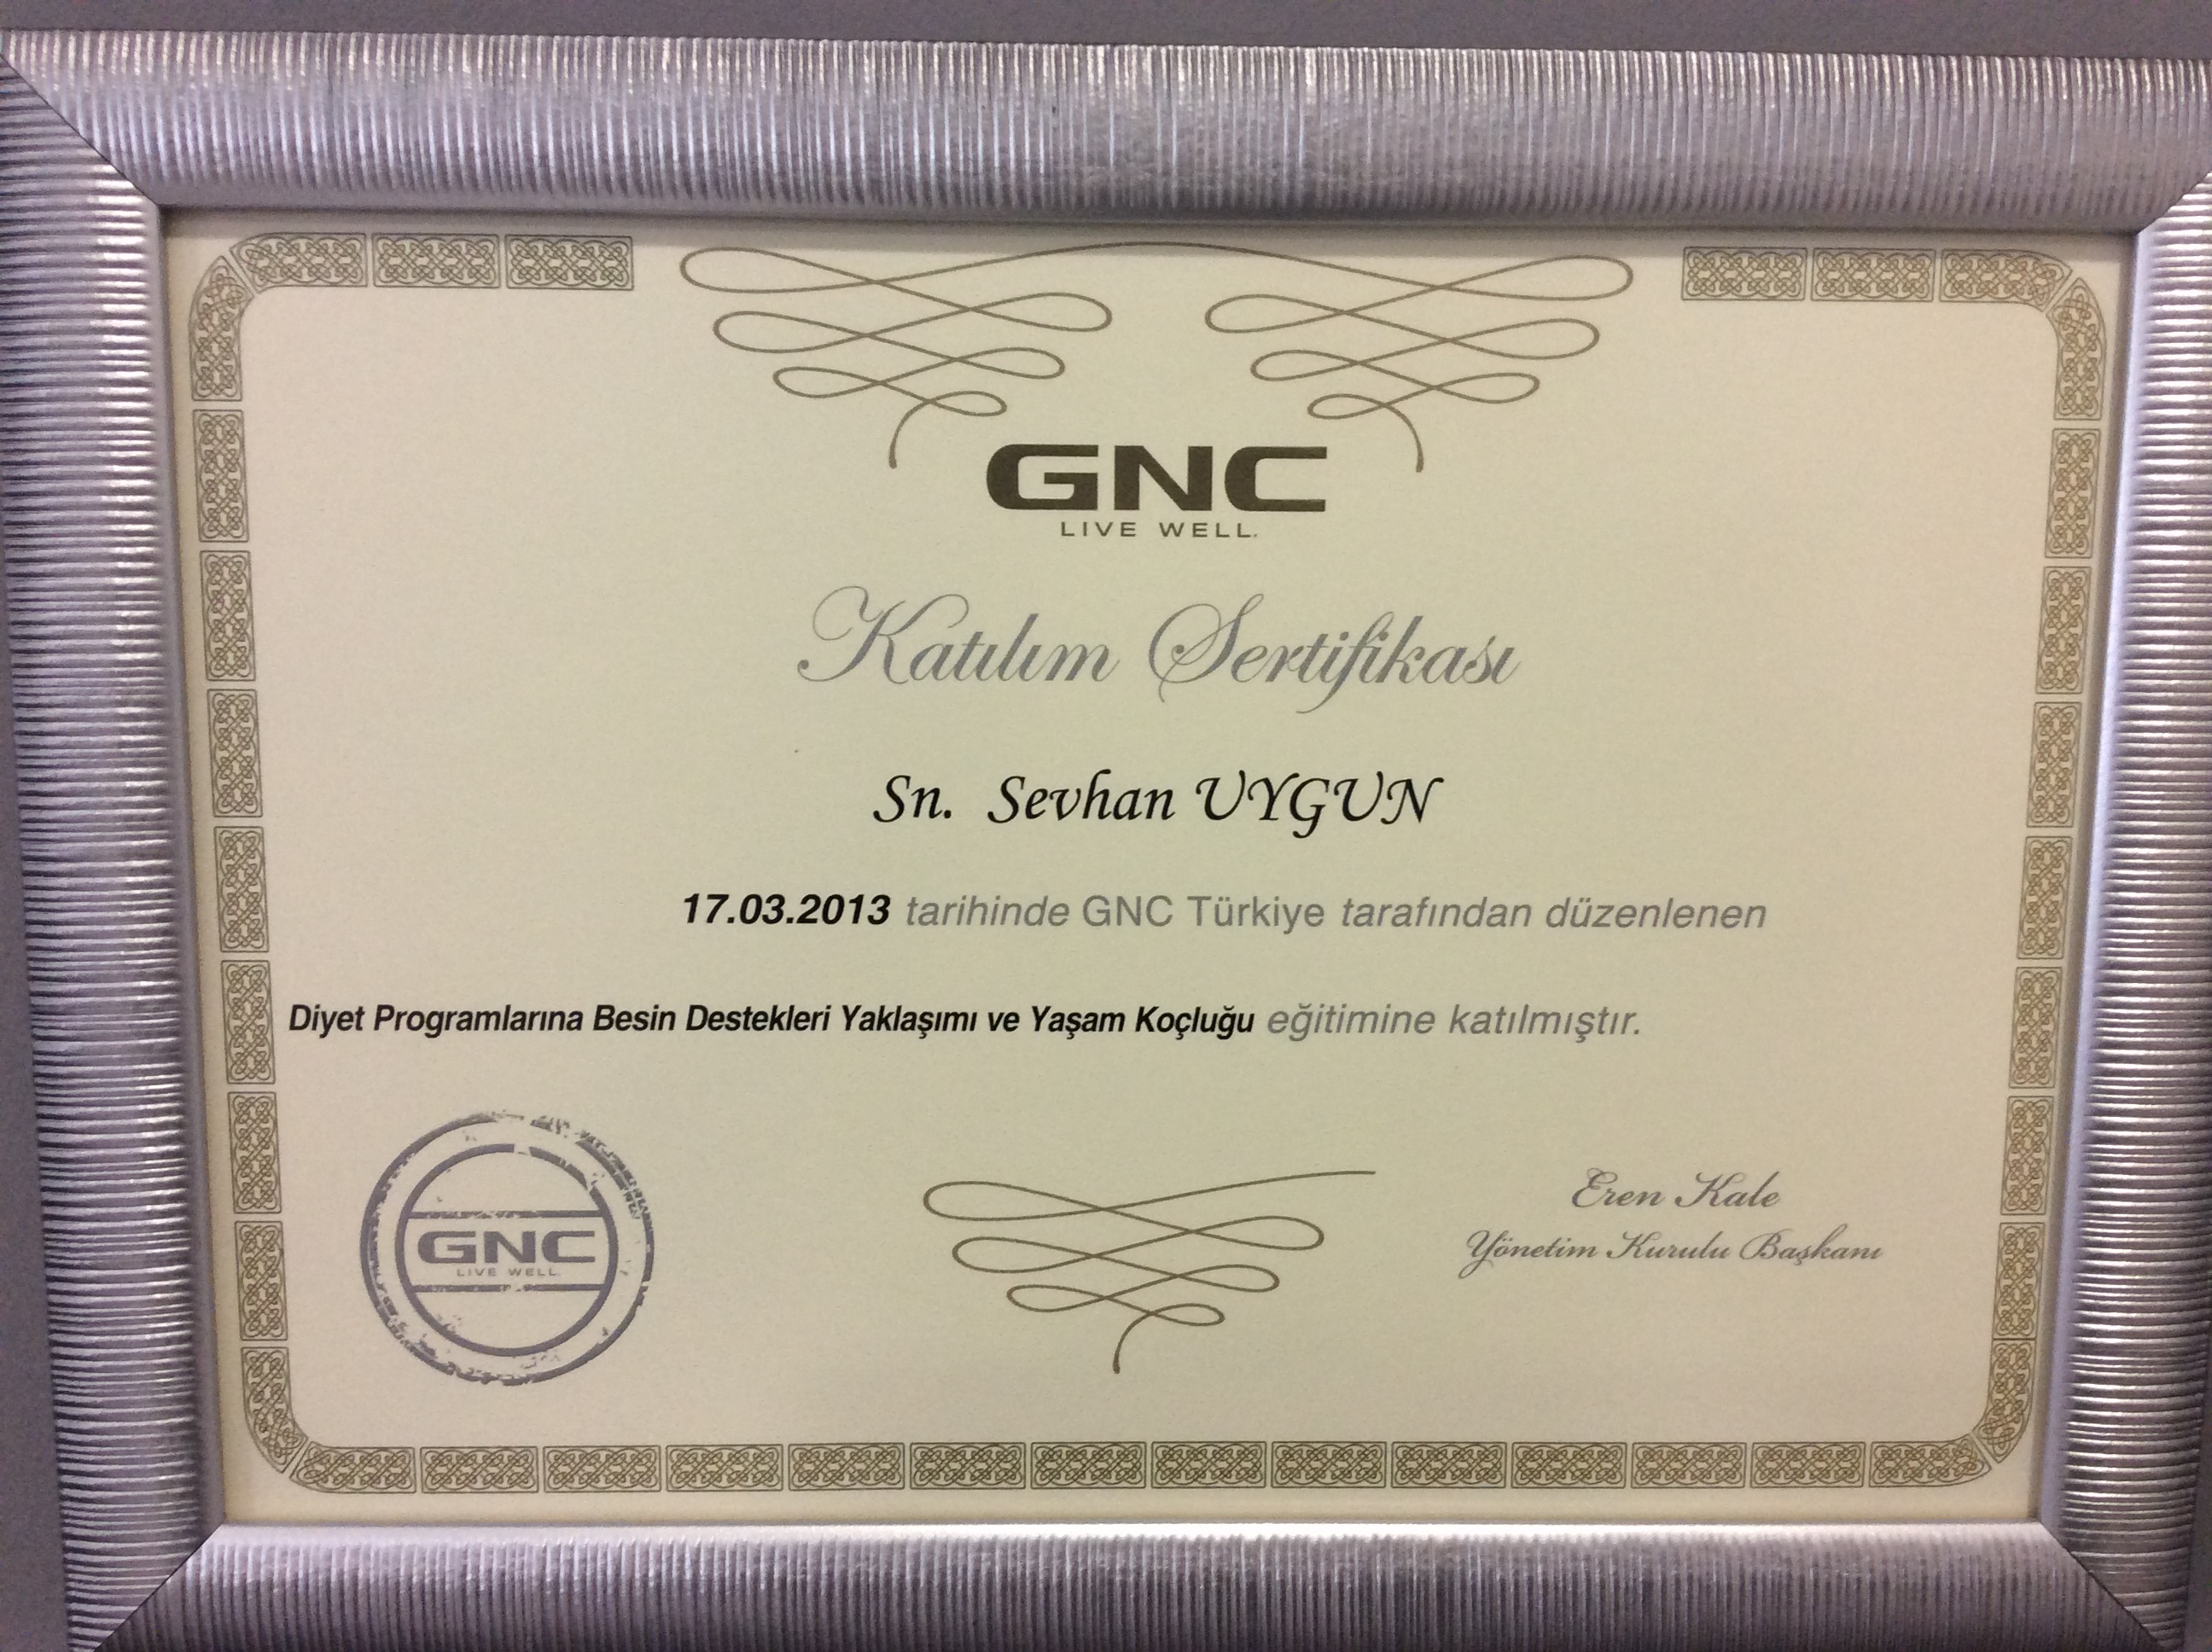 GNC
LIVE WELL.
Katılım Sertifikası
Sn. Sevhan UYGUN
17.03.2013 tarihinde GNC Türkiye tarafından düzenlenen
Diyet Programlarına Besin Destekleri Yaklaşımı ve Yaşam Koçluğu eğitimine katılmıştır.
GNC
LIVE WELL.
Eren Kale
Yönetim Kurulu Başkanı